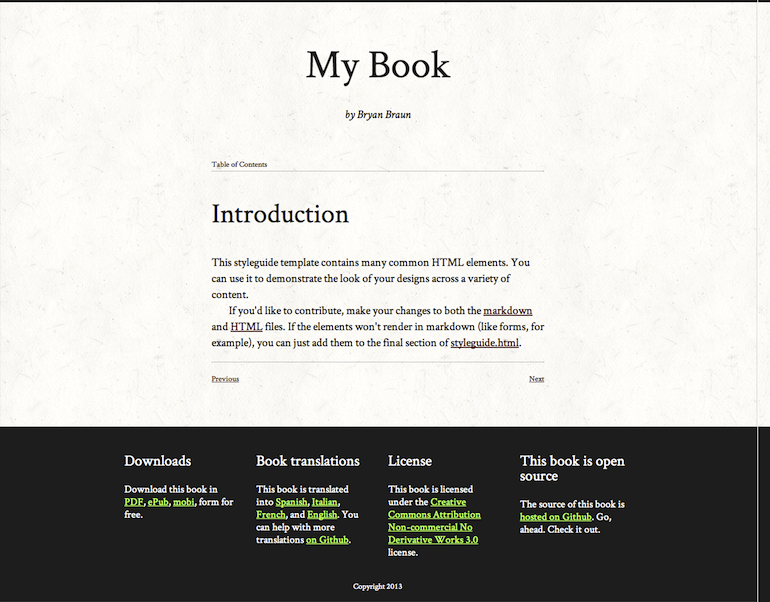 My Book
by Bryan Braun
Table of Contents
Introduction
This styleguide template contains many common HTML elements. You
can use it to demonstrate the look of your designs across a variety of
content.
If you'd like to contribute, make your changes to both the markdown
and HTML files. If the elements won't render in markdown (like forms, for
example), you can just add them to the final section of styleguide.html.
Previous
Next
Downloads
Download this book in
PDF, ePub, mobi, form for
free.
Book translations
This book is translated
into Spanish, Italian,
French, and English. You
can help with more
translations on Github.
License
This book is licensed
under the Creative
Commons Attribution
Non-commercial No
Derivative Works 3.0
license.
This book is open
source
The source of this book is
hosted on Github. Go,
ahead. Check it out.
Copyright 2013